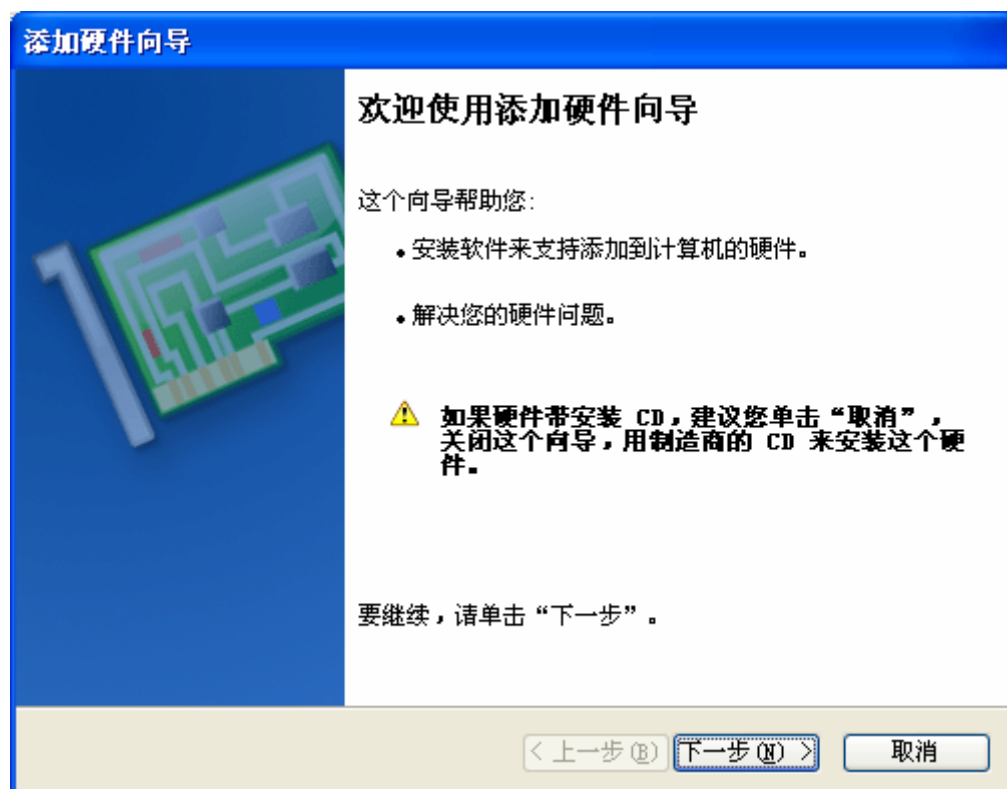 添加硬件向导
欢迎使用添加硬件向导
这个向导帮助您:
•安装软件来支持添加到计算机的硬件。
•解决您的硬件问题。
如果硬件带安装 CD,建议您单击“取消”,
关闭这个向导,用制造商的 CD 来安装这个硬
件。
要继续,请单击“下一步”。
< 上一步(B) 下一步(N) > 取消